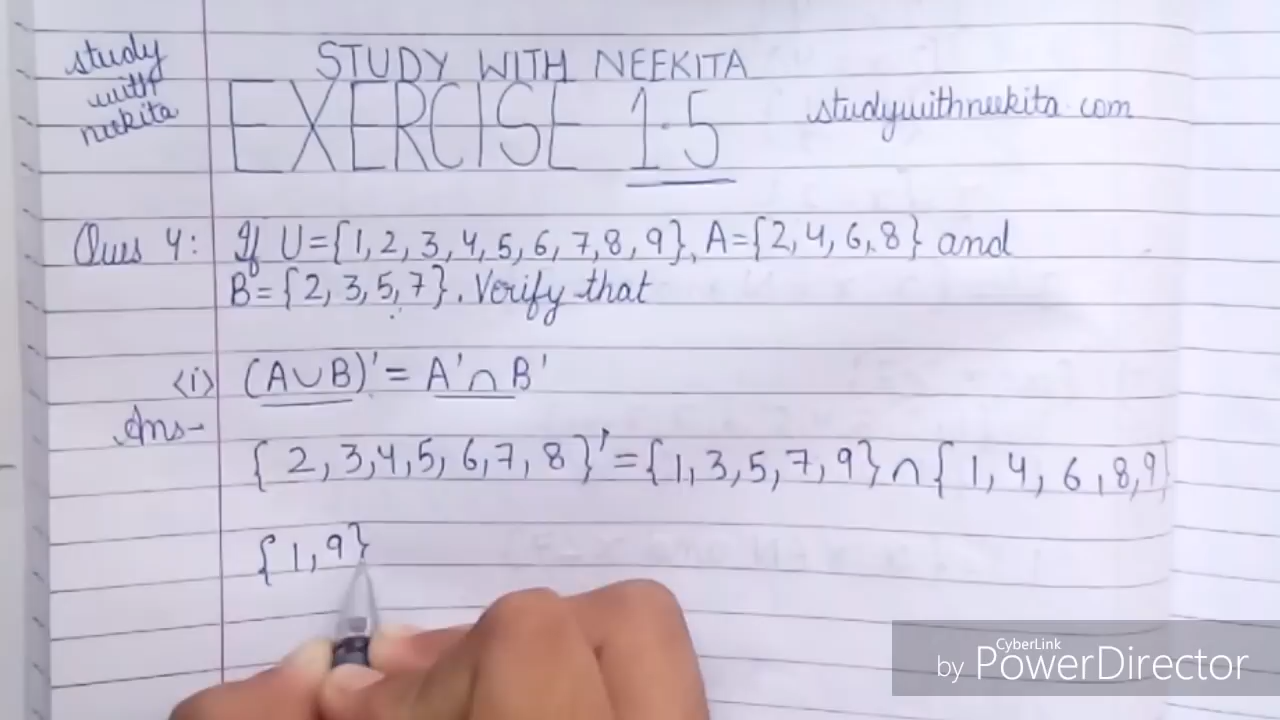 study
with
neekita
STUDY WITH NEEKITA
EXERCISE 1.5
studywithneekita.com
Ques 4: If U={1,2,3,4,5,6,7,8,9}, A={2,4,6,8} and
B={2,3,5,7}. Verify that
(i) (A∪B)'=A'∩B'
Ans-
{2,3,4,5,6,7,8}'={1,3,5,7,9}∩{1,4,6,8,9}
{1,9}
CyberLink
by PowerDirector